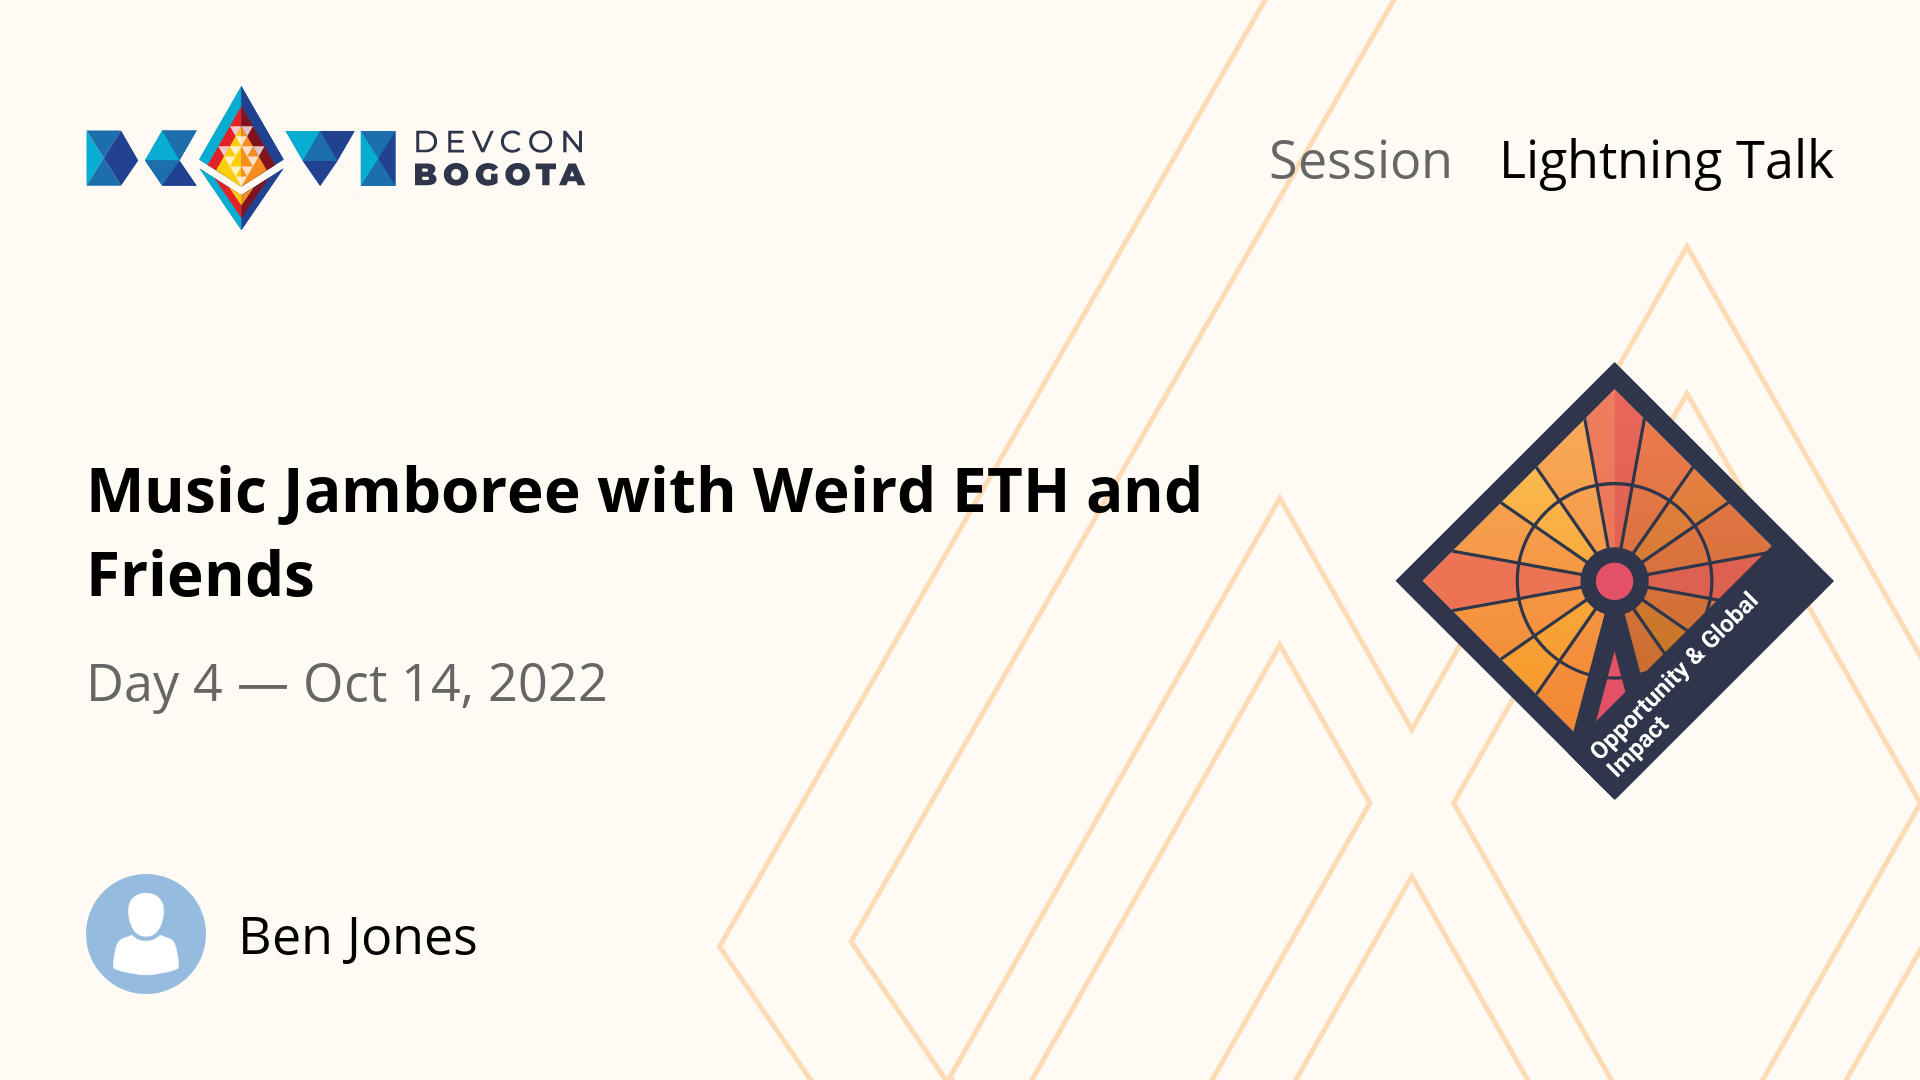 DEVCON
BOGOTA
Session Lightning Talk
Music Jamboree with Weird ETH and
Friends
Day 4 — Oct 14, 2022
Opportunity & Global
Impact
Ben Jones